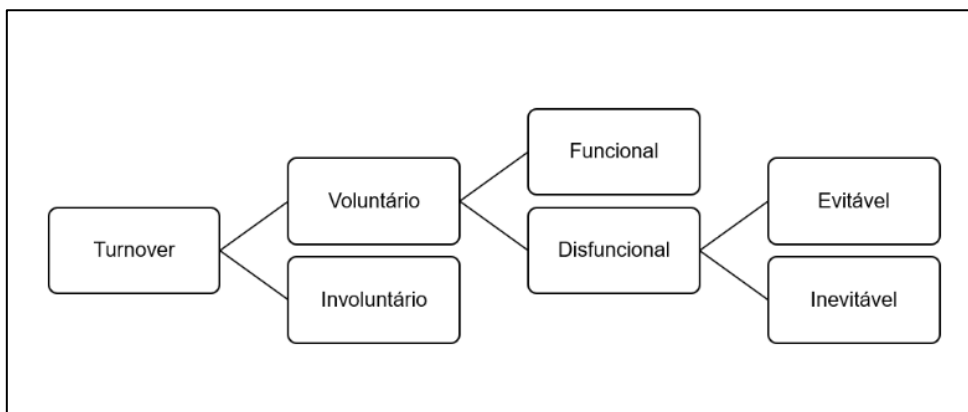 Turnover
Voluntário
Involuntário
Funcional
Disfuncional
Evitável
Inevitável